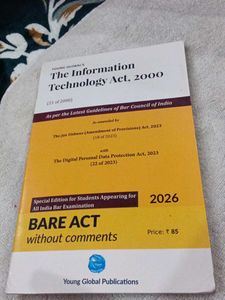 YOUNG GLOBAL'S
The Information
Technology Act, 2000
(21 of 2000)
As per the Latest Guidelines of Bar Council of India
As amended by
The Jan Vishwas (Amendment of Provisions) Act, 2023
(18 of 2023)
with
The Digital Personal Data Protection Act, 2023
(22 of 2023)
Special Edition for Students Appearing for
All India Bar Examination
2026
BARE ACT
without comments
Price: ₹ 85
Young Global Publications